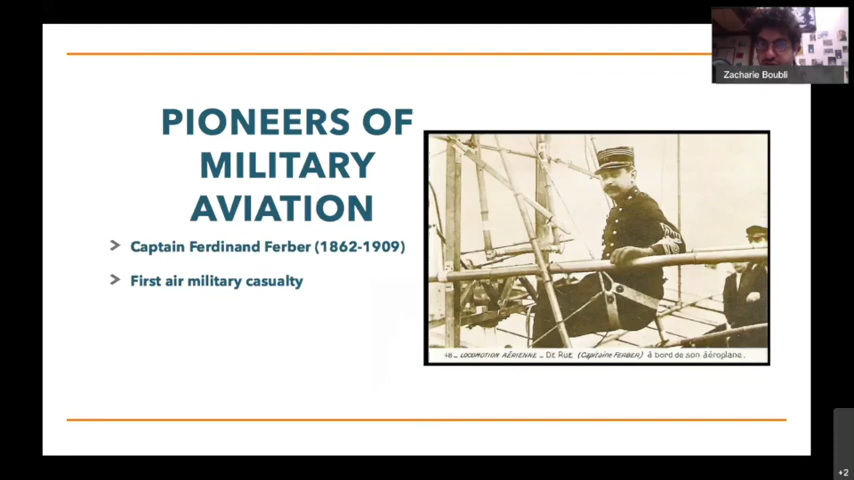 PIONEERS OF
MILITARY
AVIATION
Captain Ferdinand Ferber (1862-1909)
First air military casualty
18_ LOCOMOTION AÉRIENNE _ DE RUE (Capitaine FERBER) à bord de son aéroplane.
Zacharie Boubli
+2